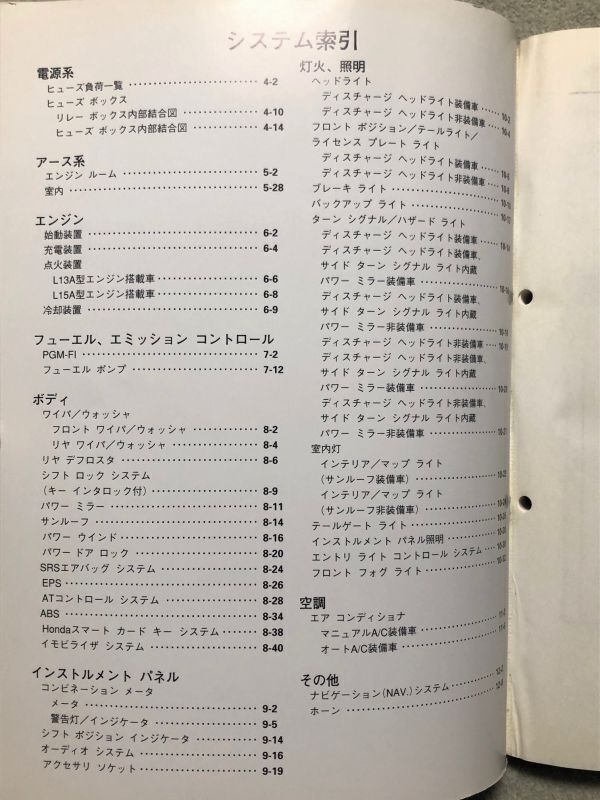 システム索引
電源系
ヒューズ負荷一覧 4-2
ヒューズ ボックス
リレー ボックス内部結合図 4-10
ヒューズ ボックス内部結合図 4-14
アース系
エンジン ルーム 5-2
室内 5-28
エンジン
始動装置 6-2
充電装置 6-4
点火装置
L13A型エンジン搭載車 6-6
L15A型エンジン搭載車 6-8
冷却装置 6-9
フューエル、エミッション コントロール
PGM-FI 7-2
フューエル ポンプ 7-12
ボディ
ワイパ／ウォッシャ
フロント ワイパ／ウォッシャ 8-2
リヤ ワイパ／ウォッシャ 8-4
リヤ デフロスタ 8-6
シフト ロック システム
（キー インタロック付） 8-9
パワー ミラー 8-11
サンルーフ 8-14
パワー ウインド 8-16
パワー ドア ロック 8-20
SRSエアバッグ システム 8-24
EPS 8-26
ATコントロール システム 8-28
ABS 8-34
Hondaスマート カード キー システム 8-38
イモビライザ システム 8-40
インストルメント パネル
コンビネーション メータ
メータ 9-2
警告灯／インジケータ 9-5
シフト ポジション インジケータ 9-14
オーディオ システム 9-16
アクセサリ ソケット 9-19
灯火、照明
ヘッドライト
ディスチャージ ヘッドライト装備車 10-2
ディスチャージ ヘッドライト非装備車 10-4
フロント ポジション／テールライト／
ライセンス プレート ライト
ディスチャージ ヘッドライト装備車
ディスチャージ ヘッドライト非装備車
ブレーキ ライト
バックアップ ライト
ターン シグナル／ハザード ライト
ディスチャージ ヘッドライト装備車 10-14
ディスチャージ ヘッドライト装備車、
サイド ターン シグナル ライト内蔵
パワー ミラー装備車
ディスチャージ ヘッドライト装備車、
サイド ターン シグナル ライト内蔵
パワー ミラー非装備車
ディスチャージ ヘッドライト非装備車
ディスチャージ ヘッドライト非装備車、
サイド ターン シグナル ライト内蔵
パワー ミラー装備車
ディスチャージ ヘッドライト非装備車、
サイド ターン シグナル ライト内蔵
パワー ミラー非装備車
室内灯
インテリア／マップ ライト
（サンルーフ装備車）
インテリア／マップ ライト
（サンルーフ非装備車）
テールゲート ライト
インストルメント パネル照明
エントリ ライト コントロール システム
フロント フォグ ライト
空調
エア コンディショナ
マニュアルA/C装備車
オートA/C装備車
その他
ナビゲーション（NAV.）システム
ホーン